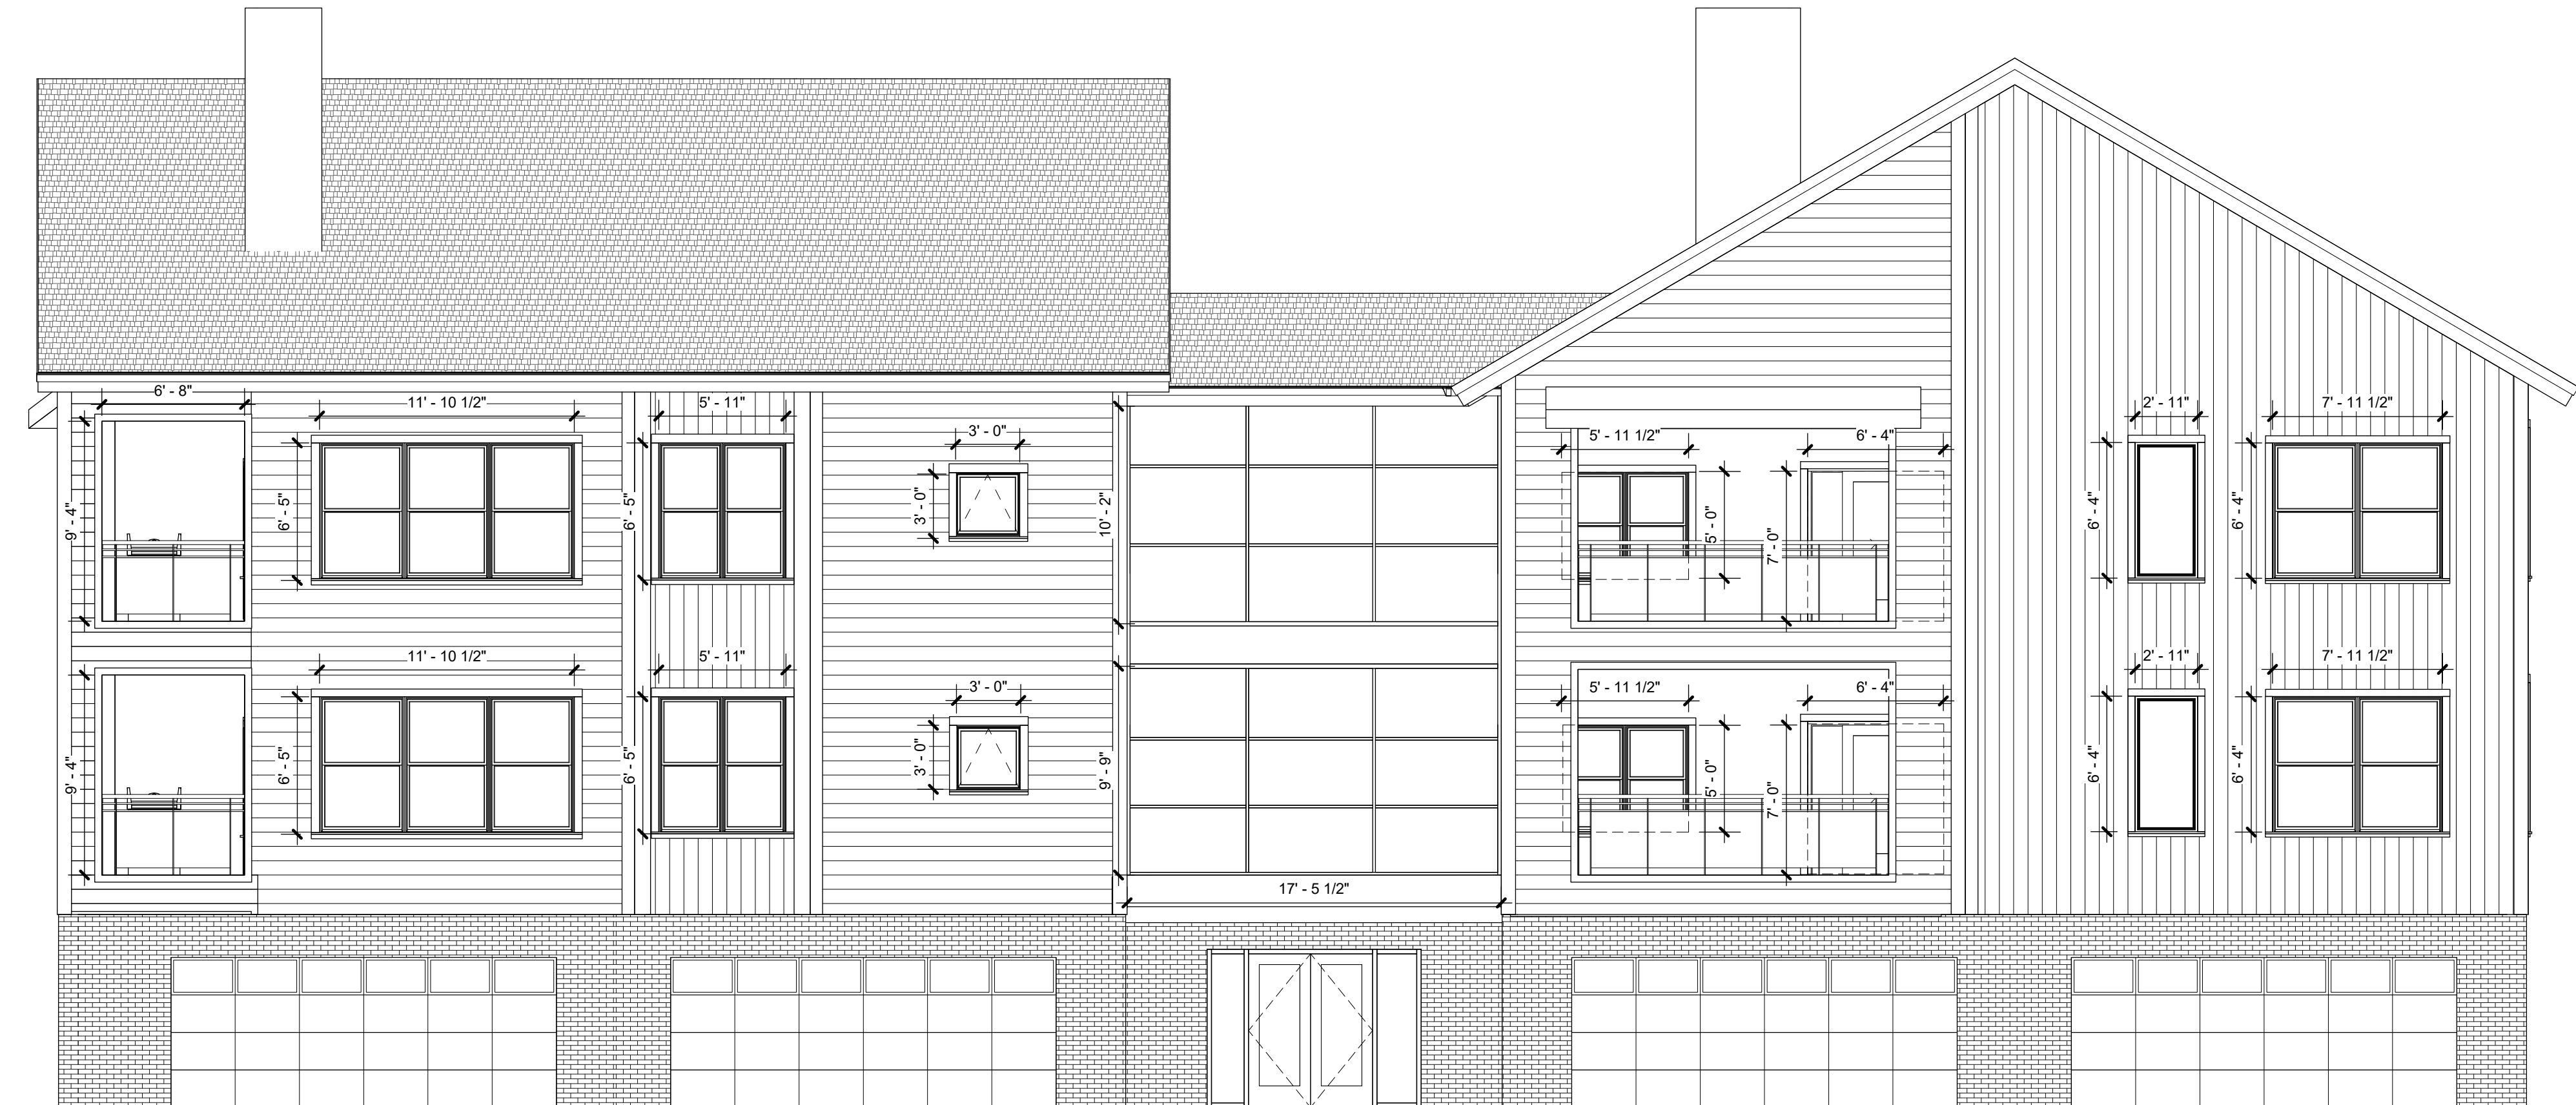 6' - 8"
11' - 10 1/2"
5' - 11"
2' - 11"
7' - 11 1/2"
3' - 0"
5' - 11 1/2"
6' - 4"
9' - 4"
6' - 5"
6' - 5"
3' - 0"
10' - 2"
5' - 0"
7' - 0"
6' - 4"
6' - 4"
11' - 10 1/2"
5' - 11"
2' - 11"
7' - 11 1/2"
3' - 0"
5' - 11 1/2"
6' - 4"
9' - 4"
6' - 5"
6' - 5"
3' - 0"
9' - 9"
5' - 0"
7' - 0"
6' - 4"
6' - 4"
17' - 5 1/2"